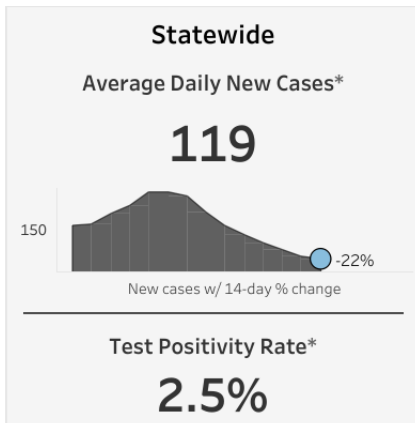 Statewide
Average Daily New Cases*
119
150
-22%
New cases w/ 14-day % change
Test Positivity Rate*
2.5%